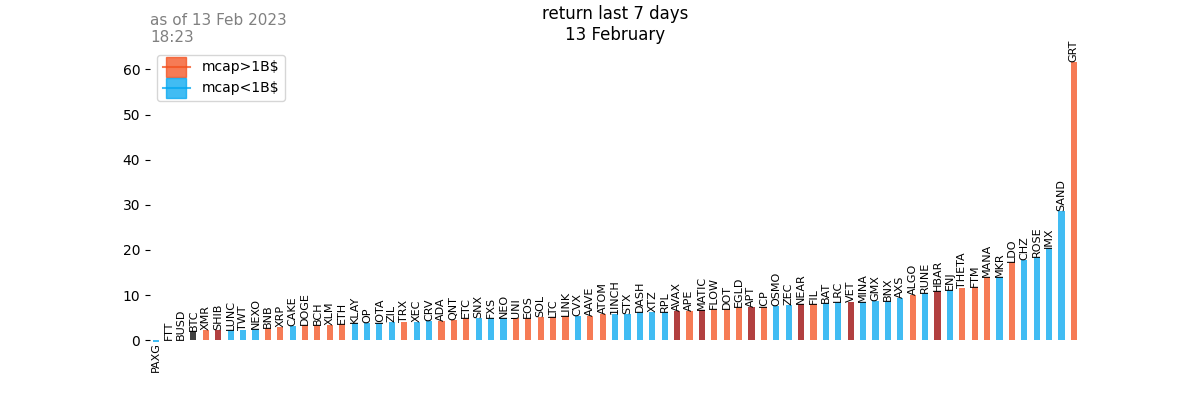 as of 13 Feb 2023
18:23
return last 7 days
13 February
mcap>1B$
mcap<1B$
60
50
40
30
20
10
0
PAXG
FTT
BUSD
BTC
XMR
SHIB
LUNC
TWT
NEXO
BNB
XRP
CAKE
DOGE
BCH
XLM
ETH
KLAY
OP
IOTA
ZIL
TRX
XEC
CRV
ADA
QNT
ETC
SNX
FXS
NEO
UNI
EOS
SOL
LTC
LINK
CVX
AAVE
ATOM
1INCH
STX
DASH
XTZ
RPL
AVAX
APE
MATIC
FLOW
DOT
EGLD
APT
ICP
OSMO
ZEC
NEAR
FIL
BAT
LRC
VET
MINA
GMX
BNX
AXS
ALGO
RUNE
HBAR
ENJ
THETA
FTM
MANA
MKR
LDO
CHZ
ROSE
IMX
SAND
GRT